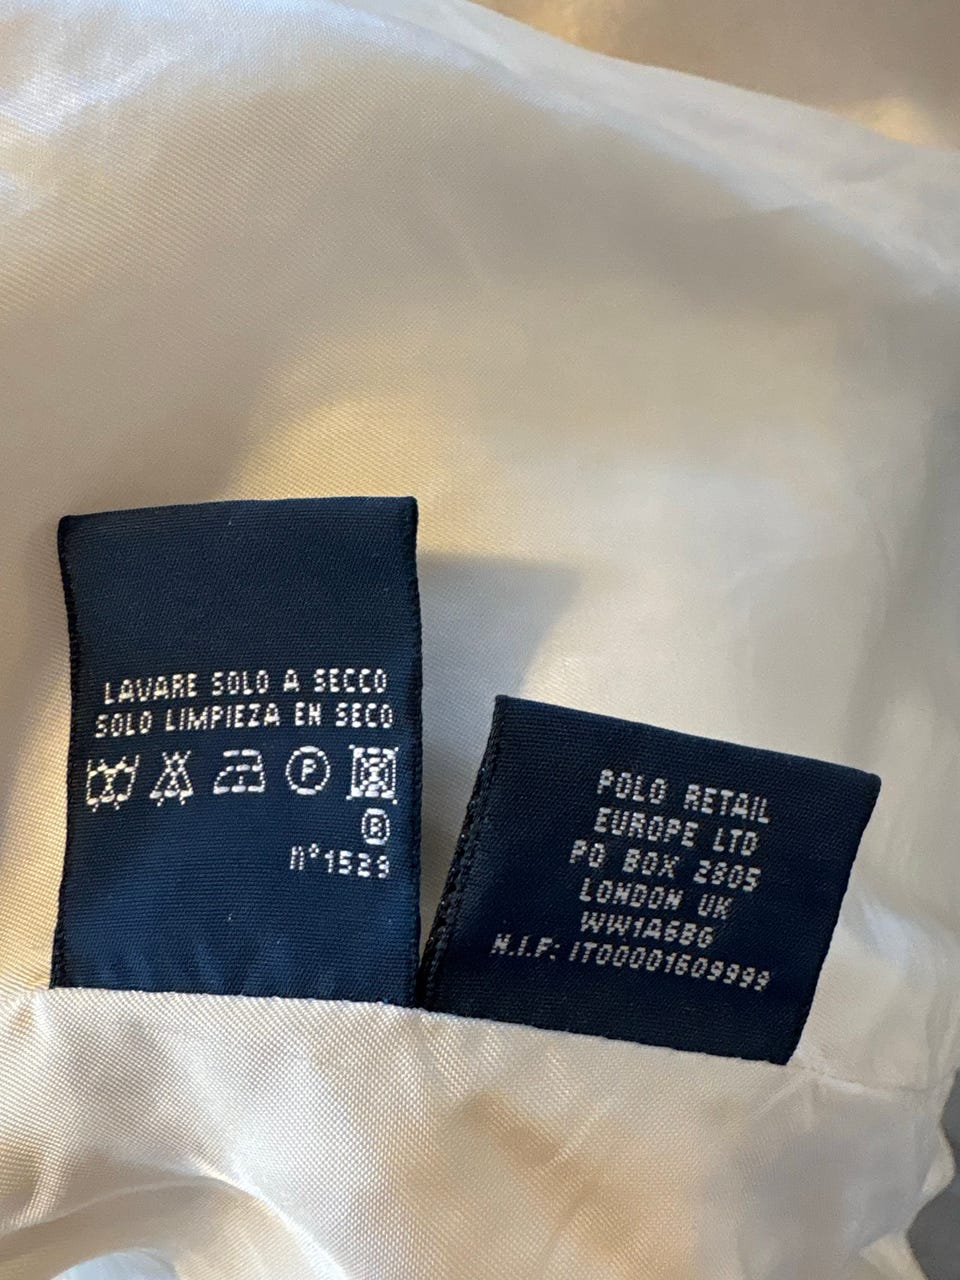 LAVARE SOLO A SECCO
SOLO LIMPIEZA EN SECO
P
®
n° 1529
POLO RETAIL
EUROPE LTD
PO BOX 2805
LONDON UK
WW1A6BG
N.I.F: IT00001609999